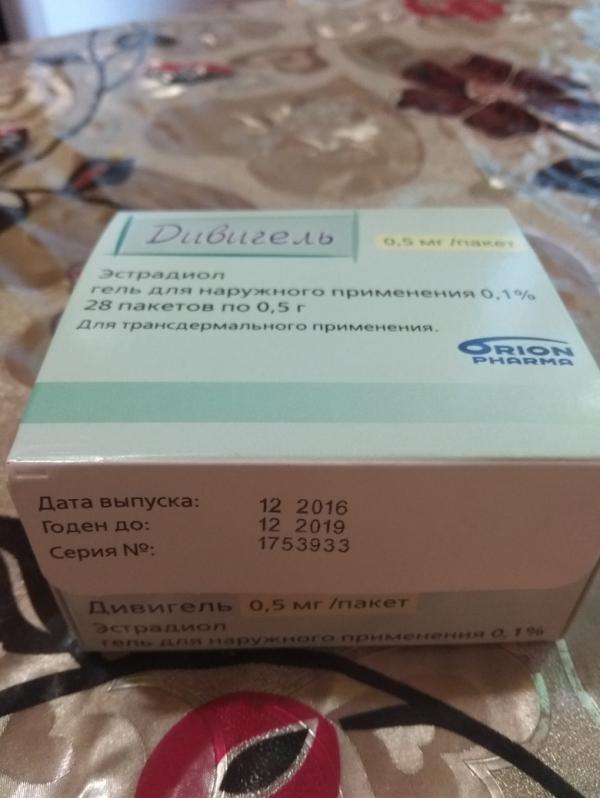 Дивигель
0,5 мг/пакет
Эстрадиол
гель для наружного применения 0,1%
28 пакетов по 0,5 г
Для трансдермального применения.
ORION
PHARMA
Дата выпуска: 12 2016
Годен до: 12 2019
Серия №: 1753933
Дивигель 0,5 мг/пакет
Эстрадиол
гель для наружного применения 0,1%